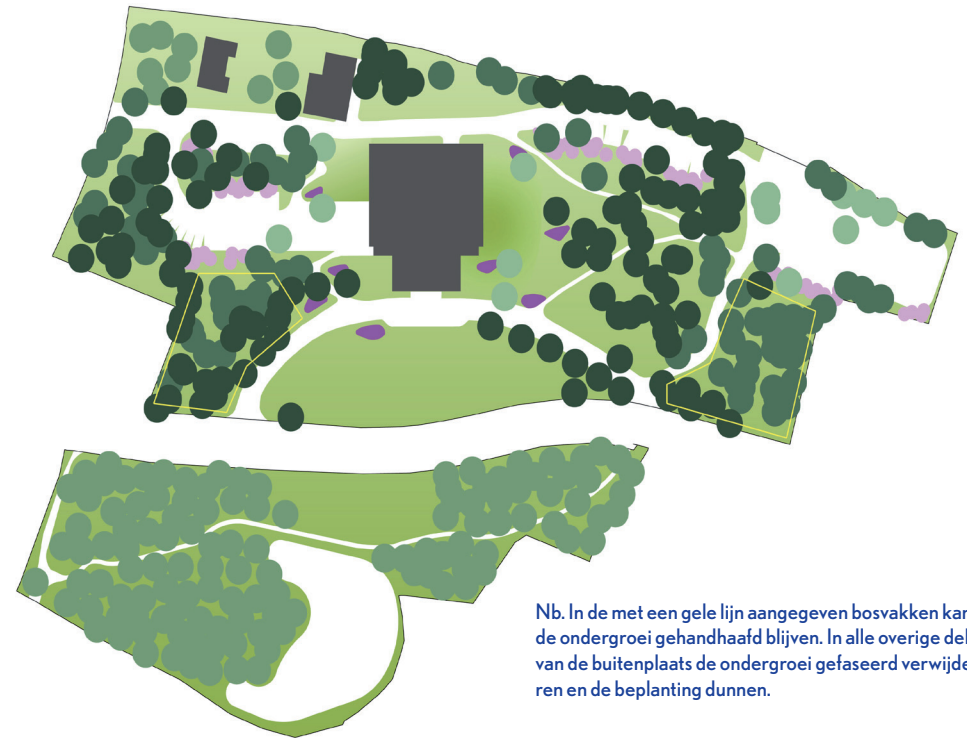 Nb. In de met een gele lijn aangegeven bosvakken kan
de ondergroei gehandhaafd blijven. In alle overige del
van de buitenplaats de ondergroei gefaseerd verwijde
ren en de beplanting dunnen.